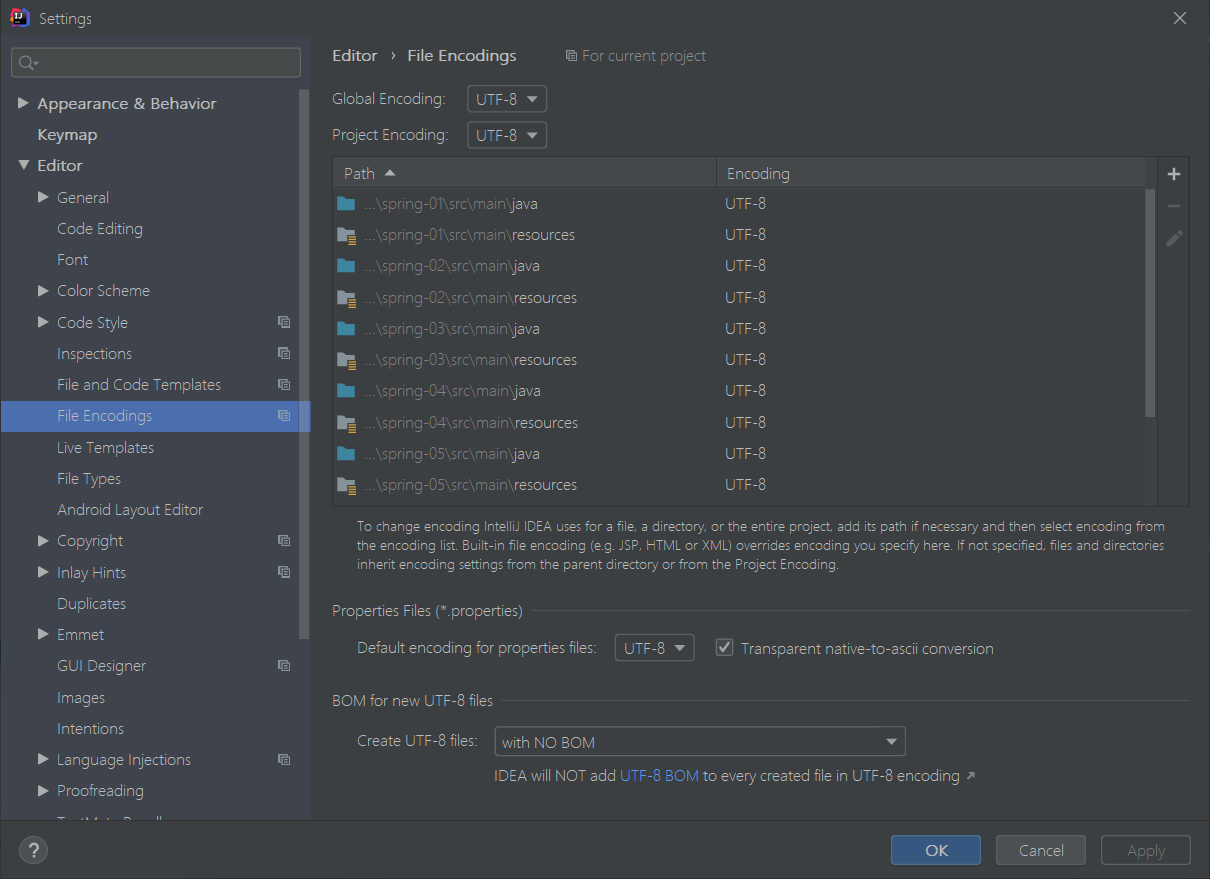 Settings
Appearance & Behavior
Keymap
Editor
General
Code Editing
Font
Color Scheme
Code Style
Inspections
File and Code Templates
File Encodings
Live Templates
File Types
Android Layout Editor
Copyright
Inlay Hints
Duplicates
Emmet
GUI Designer
Images
Intentions
Language Injections
Proofreading
Editor › File Encodings For current project
Global Encoding: UTF-8
Project Encoding: UTF-8
Path Encoding
...\spring-01\src\main\java UTF-8
...\spring-01\src\main\resources UTF-8
...\spring-02\src\main\java UTF-8
...\spring-02\src\main\resources UTF-8
...\spring-03\src\main\java UTF-8
...\spring-03\src\main\resources UTF-8
...\spring-04\src\main\java UTF-8
...\spring-04\src\main\resources UTF-8
...\spring-05\src\main\java UTF-8
...\spring-05\src\main\resources UTF-8
To change encoding IntelliJ IDEA uses for a file, a directory, or the entire project, add its path if necessary and then select encoding from
the encoding list. Built-in file encoding (e.g. JSP, HTML or XML) overrides encoding you specify here. If not specified, files and directories
inherit encoding settings from the parent directory or from the Project Encoding.
Properties Files (*.properties)
Default encoding for properties files: UTF-8 Transparent native-to-ascii conversion
BOM for new UTF-8 files
Create UTF-8 files: with NO BOM
IDEA will NOT add UTF-8 BOM to every created file in UTF-8 encoding ↗
? OK Cancel Apply